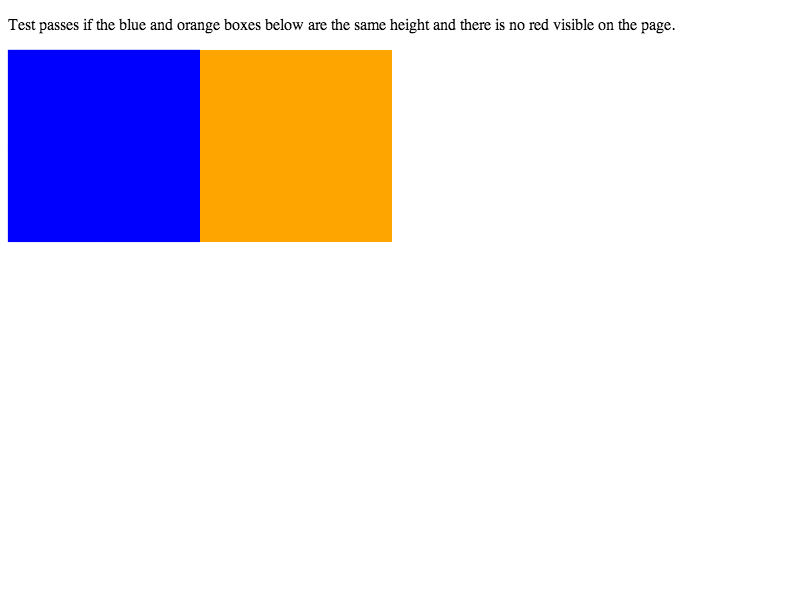 Test passes if the blue and orange boxes below are the same height and there is no red visible on the page.